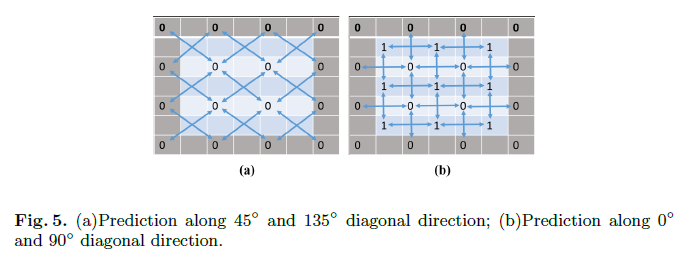 0 0 0 0 0 0 0 0
1 1 1
0 0 0 0 0 0 0 0
1 1 1
0 0 0 0 0 0 0 0
1 1 1
0 0 0 0 0 0 0 0
(a) (b)
Fig. 5. (a)Prediction along 45° and 135° diagonal direction; (b)Prediction along 0°
and 90° diagonal direction.